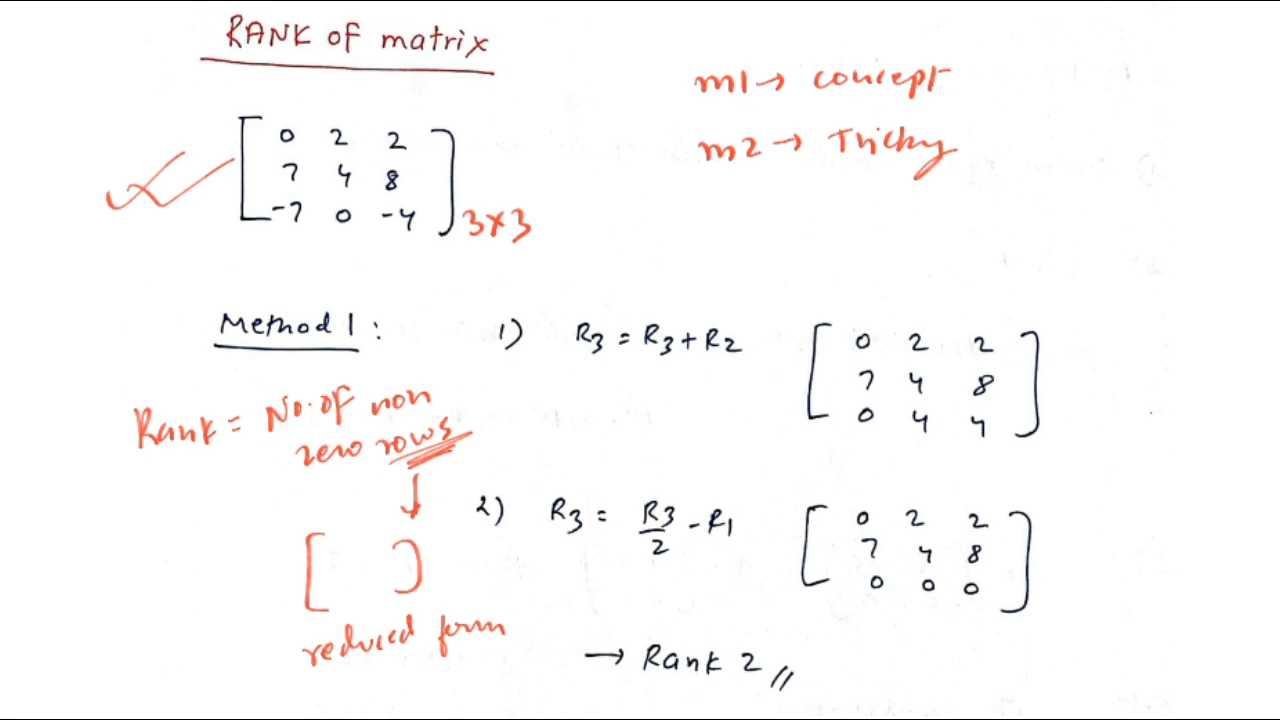 RANK of matrix
m1→ concept
m2→ Tricky
0 2 2
7 4 8
-7 0 -4
3×3
Method 1 :
1) R3 = R3+R2
0 2 2
7 4 8
0 4 4
Rank = No. of non
zero rows
2) R3 = R3/2 - R1
0 2 2
7 4 8
0 0 0
reduced form
→ Rank 2 //